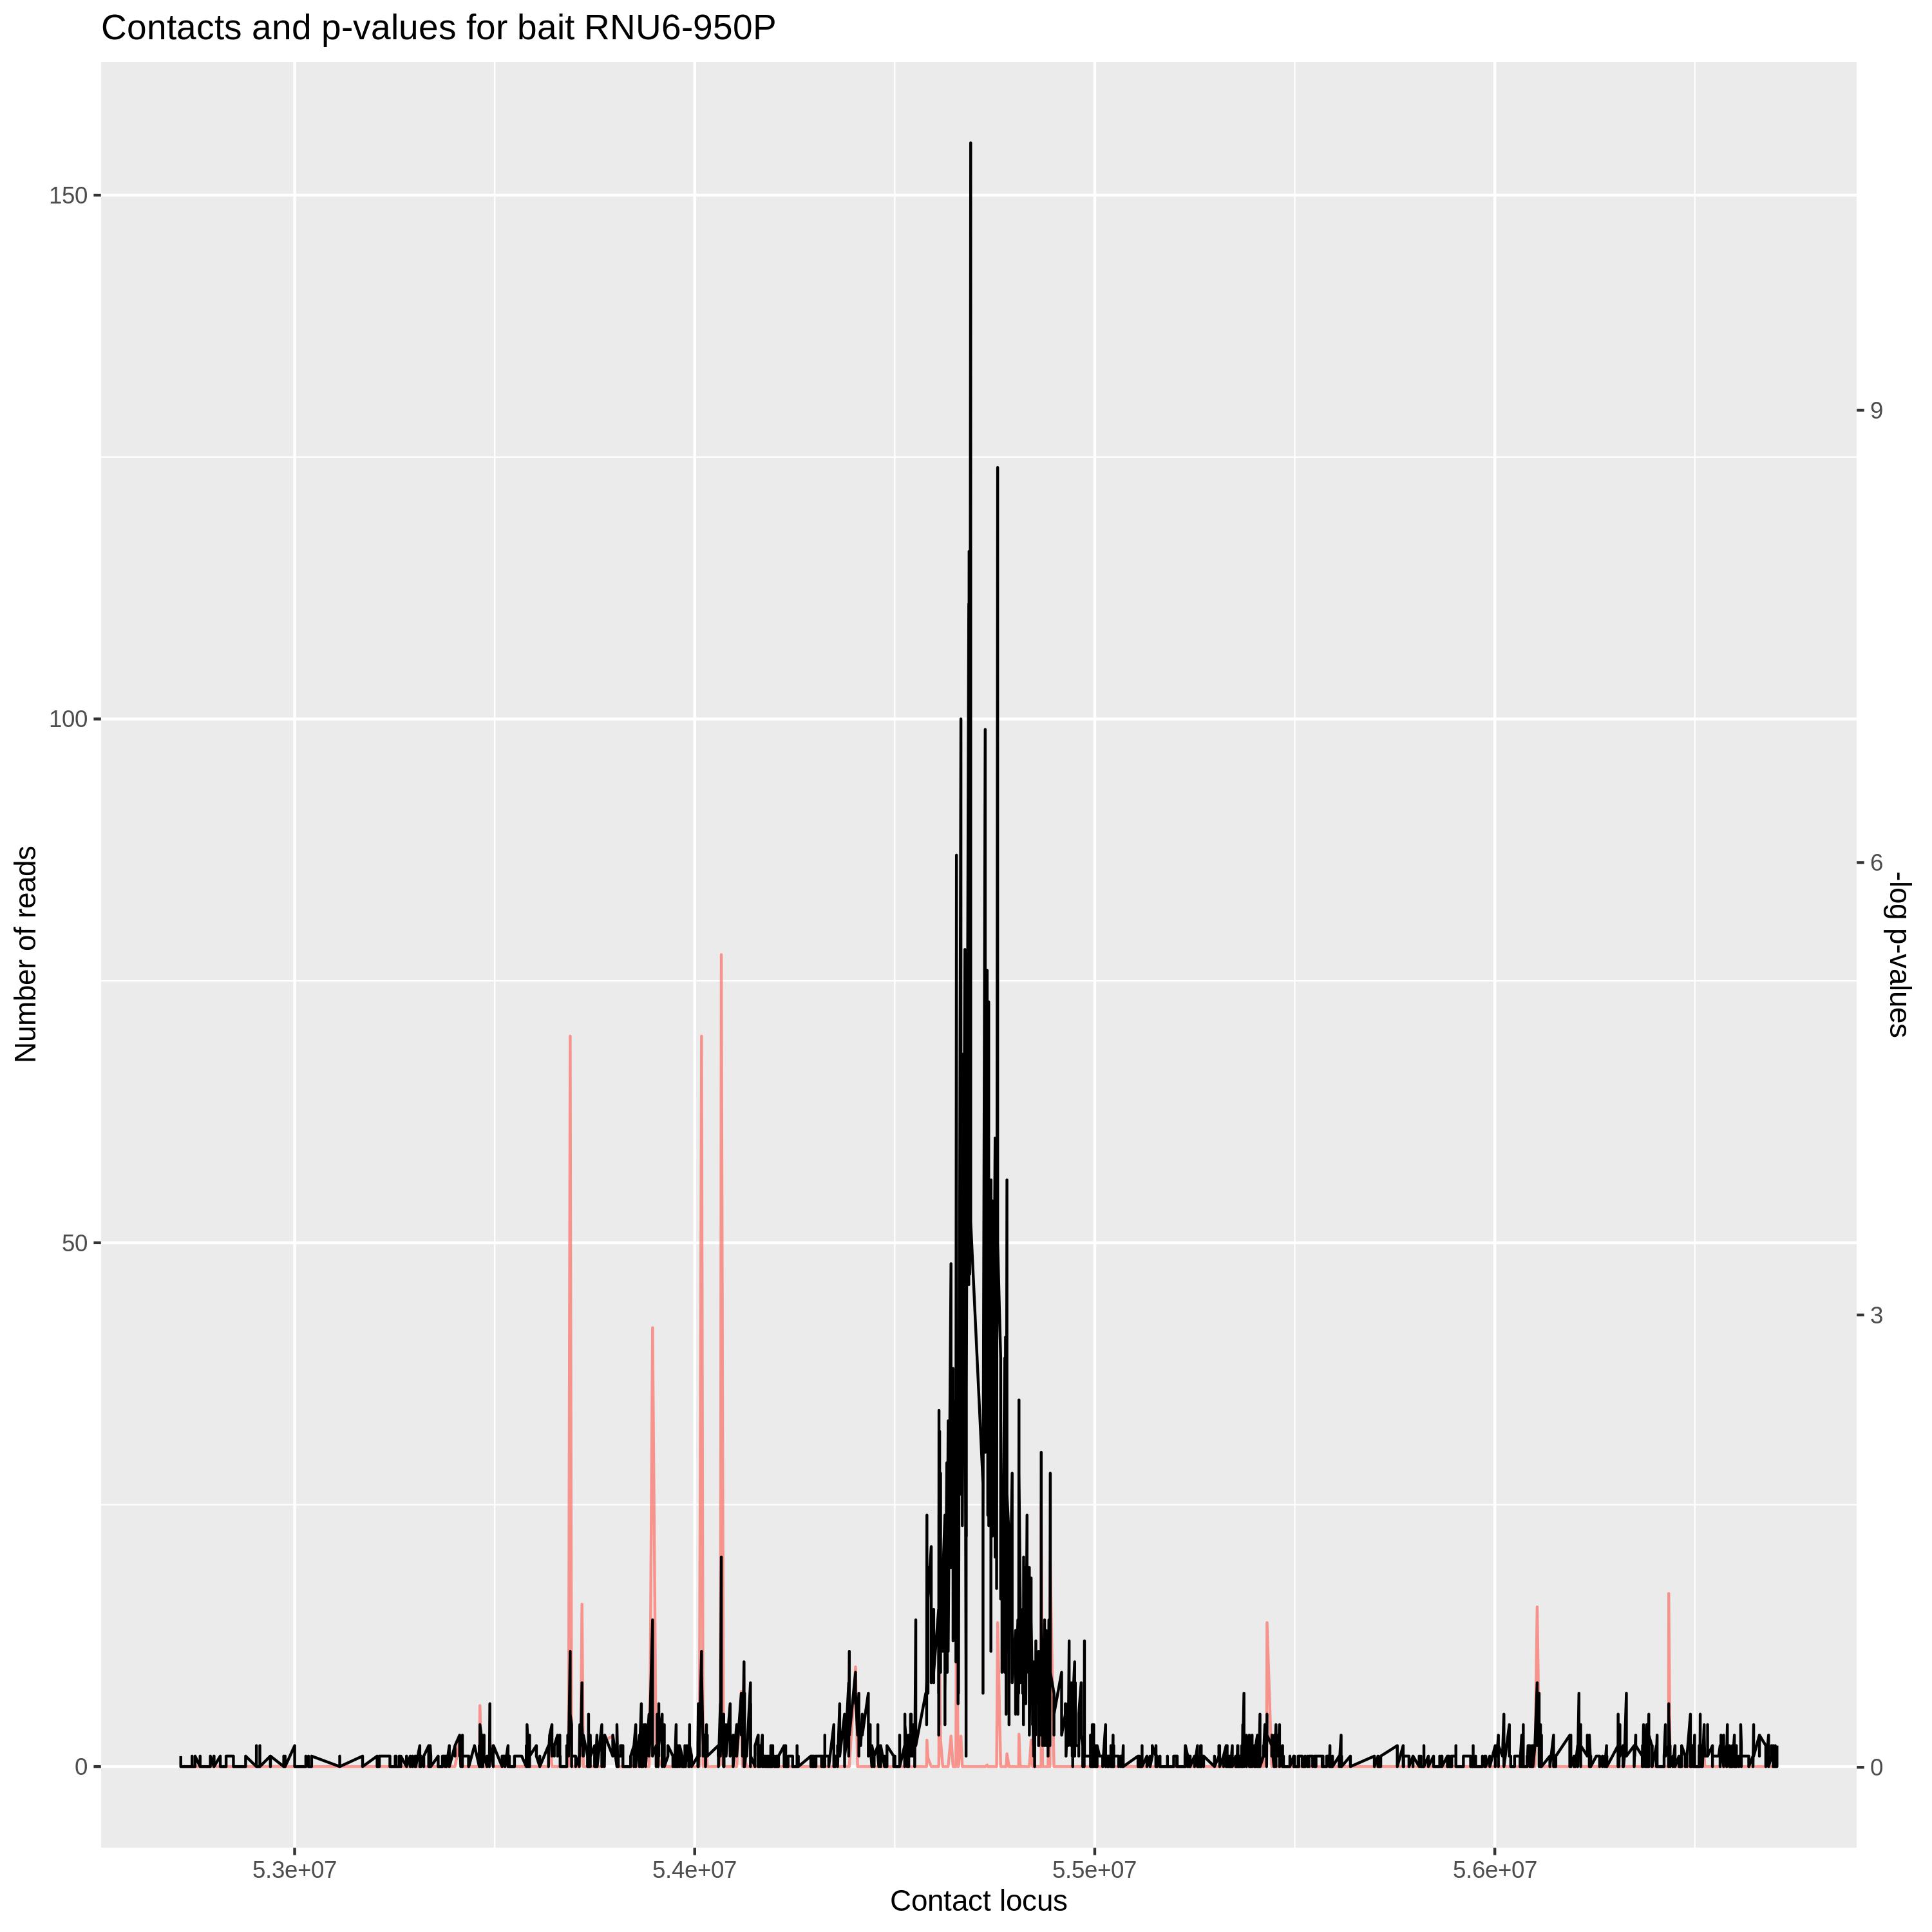 Contacts and p-values for bait RNU6-950P
150
100
50
0
Number of reads
9
6
3
0
-log p-values
5.3e+07
5.4e+07
5.5e+07
5.6e+07
Contact locus